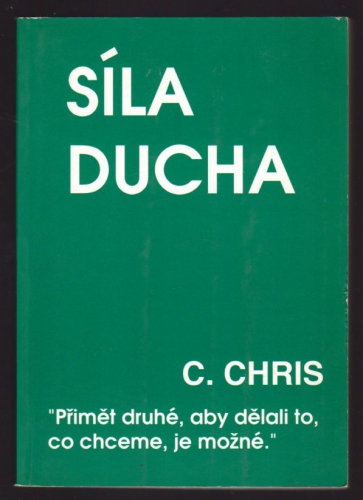 SÍLA
DUCHA
C. CHRIS
"Přimět druhé, aby dělali to,
co chceme, je možné."